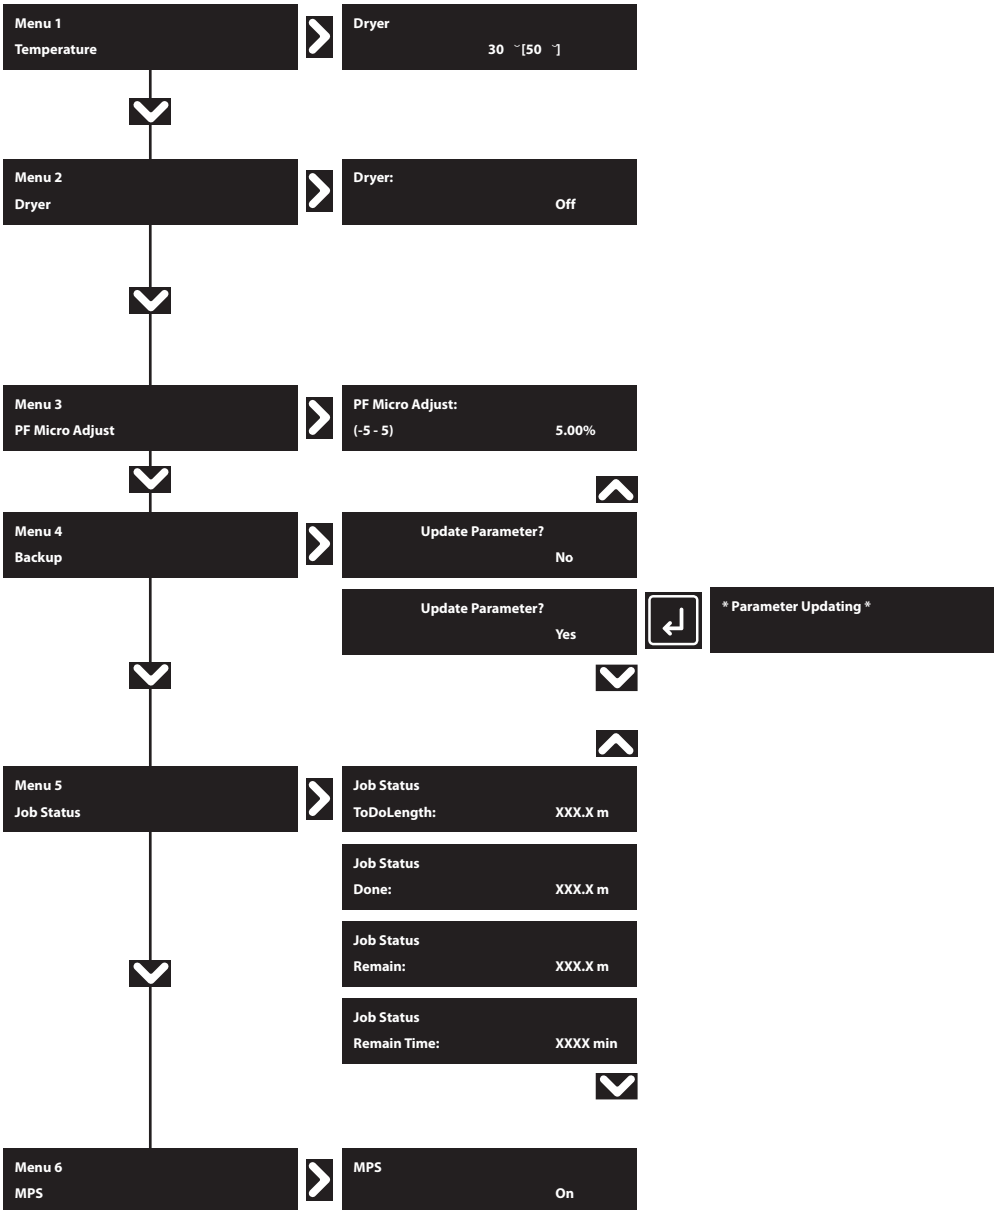 Menu 1
Temperature
Dryer
30 ˘[50 ˘]
Menu 2
Dryer
Dryer:
Off
Menu 3
PF Micro Adjust
PF Micro Adjust:
(-5 - 5) 5.00%
Menu 4
Backup
Update Parameter?
No
Update Parameter?
Yes
* Parameter Updating *
Menu 5
Job Status
Job Status
ToDoLength: XXX.X m
Job Status
Done: XXX.X m
Job Status
Remain: XXX.X m
Job Status
Remain Time: XXXX min
Menu 6
MPS
MPS
On